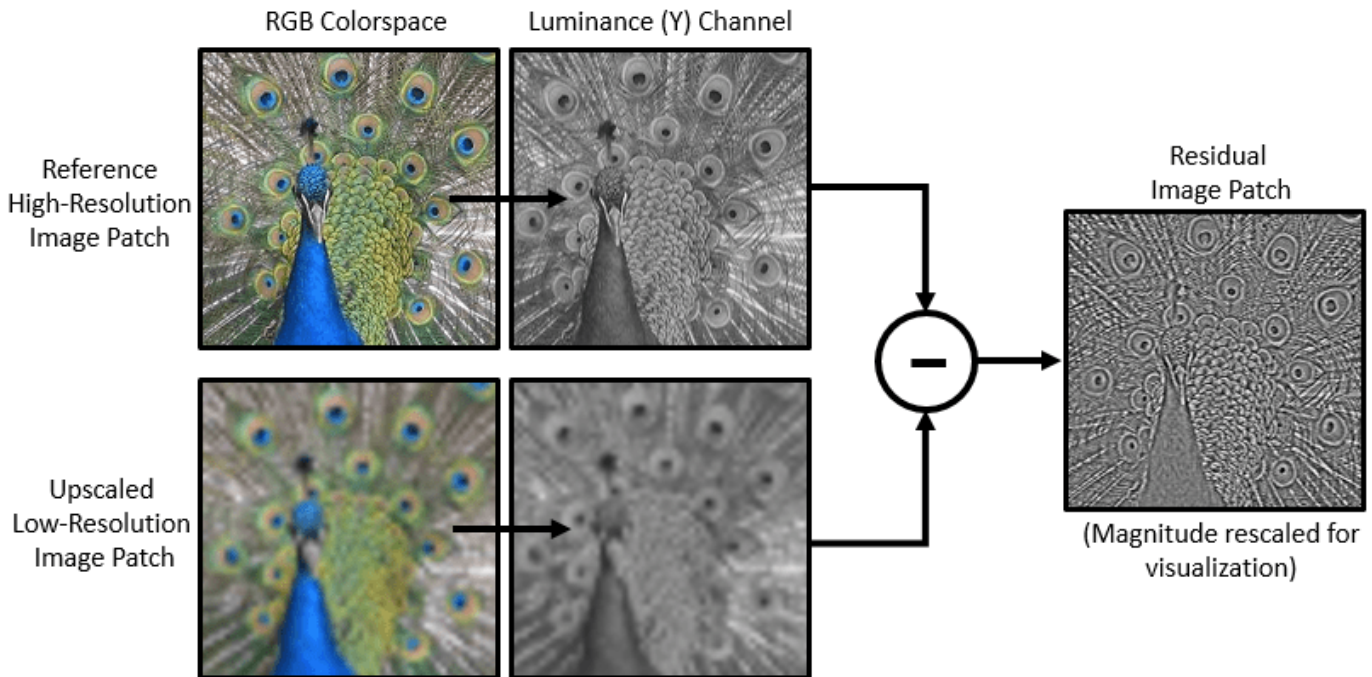 RGB Colorspace
Luminance (Y) Channel
Reference
High-Resolution
Image Patch
Residual
Image Patch
Upscaled
Low-Resolution
Image Patch
(Magnitude rescaled for
visualization)